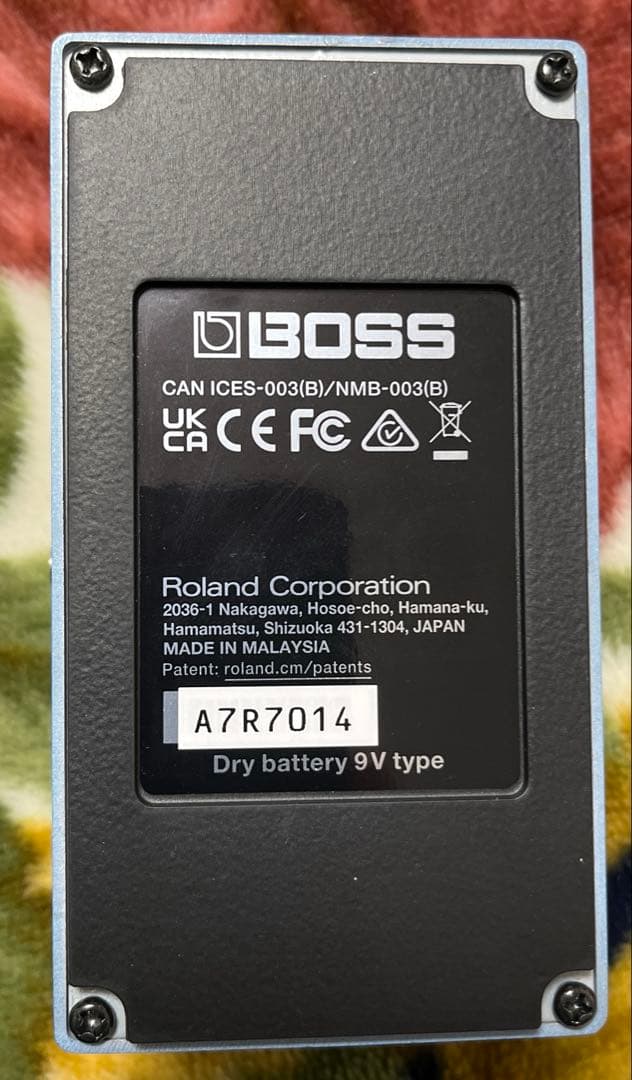 BOSS
CAN ICES-003(B)/NMB-003(B)
UK CA CE FC
Roland Corporation
2036-1 Nakagawa, Hosoe-cho, Hamana-ku,
Hamamatsu, Shizuoka 431-1304, JAPAN
MADE IN MALAYSIA
Patent: roland.cm/patents
A7R7014
Dry battery 9V type